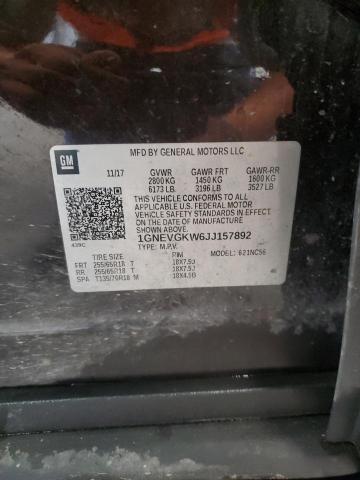 GM
MFD BY GENERAL MOTORS LLC
11/17 GVWR GAWR FRT GAWR-RR
2800 KG 1450 KG 1600 KG
6173 LB 3196 LB 3527 LB
THIS VEHICLE CONFORMS TO ALL
APPLICABLE U.S. FEDERAL MOTOR
VEHICLE SAFETY STANDARDS IN EFFECT
ON THE DATE OF MANUFACTURE
SHOWN ABOVE.
1GNEVGKW6JJ157892
TYPE: M.P.V. MODEL: 621NC56
TIRE SIZE RIM
FRT 255/65R18 T 18X7.5J
RR 255/65R18 T 18X7.5J
SPA T135/70R18 M 18X4.5B